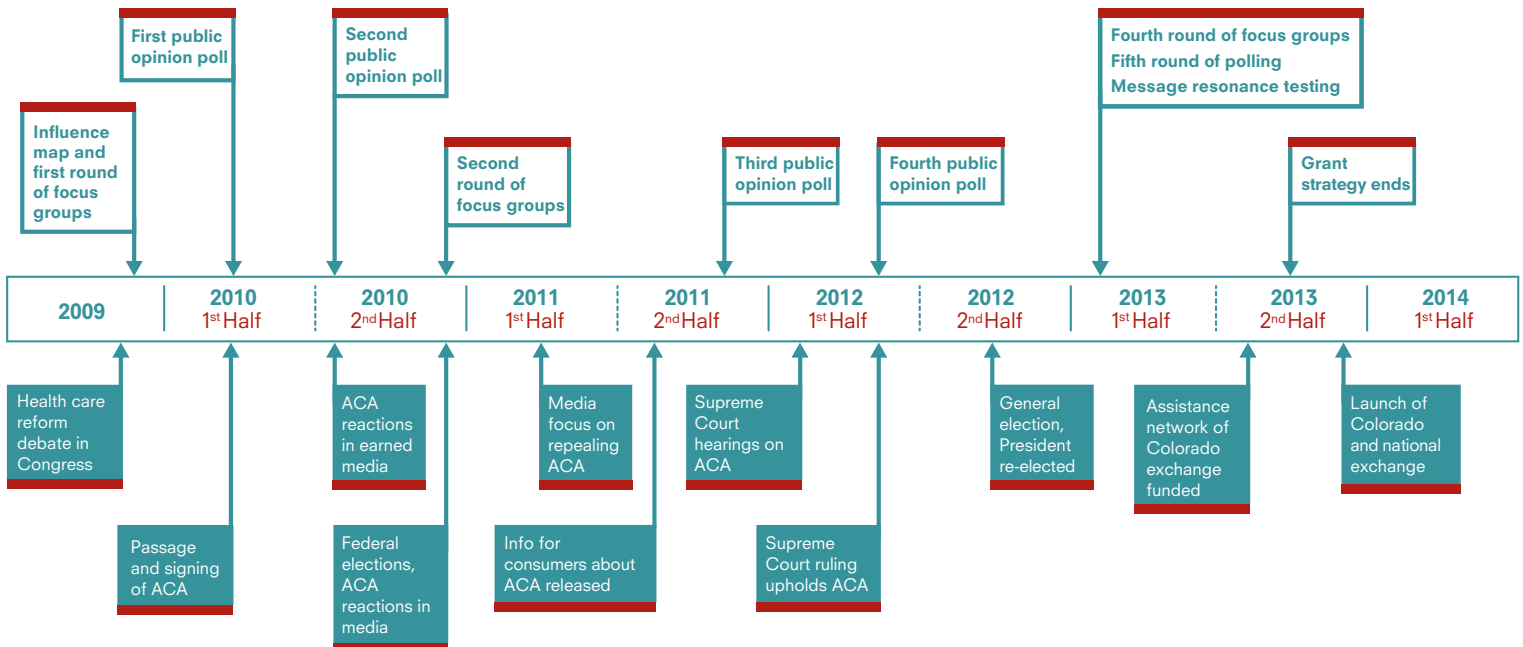 First public
opinion poll
Second
public
opinion poll
Fourth round of focus groups
Fifth round of polling
Message resonance testing
Influence
map and
first round
of focus
groups
Second
round of
focus groups
Third public
opinion poll
Fourth public
opinion poll
Grant
strategy ends
2009
2010
1st Half
2010
2nd Half
2011
1st Half
2011
2nd Half
2012
1st Half
2012
2nd Half
2013
1st Half
2013
2nd Half
2014
1st Half
Health care
reform
debate in
Congress
ACA
reactions
in earned
media
Media
focus on
repealing
ACA
Supreme
Court
hearings on
ACA
General
election,
President
re-elected
Assistance
network of
Colorado
exchange
funded
Launch of
Colorado
and national
exchange
Passage
and signing
of ACA
Federal
elections,
ACA
reactions in
media
Info for
consumers about
ACA released
Supreme
Court ruling
upholds ACA